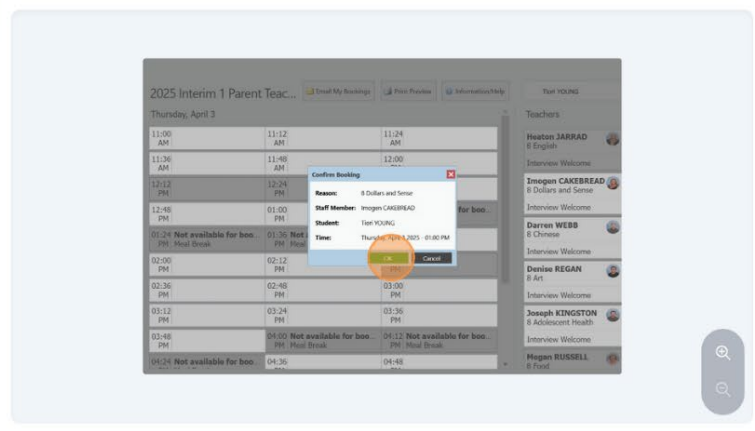 2025 Interim 1 Parent Teac...
Email My Bookings
Print Preview
Information/Help
Tieri YOUNG
Thursday, April 3
Teachers
11:00 AM
11:12 AM
11:24 AM
11:36 AM
11:48 AM
12:00
12:12 PM
12:24 PM
12:48 PM
01:00 PM
for boo...
01:24 PM Not available for boo...
Meal Break
01:36 PM Not
Meal
02:00 PM
02:12 PM
PM
02:36 PM
02:48 PM
03:00 PM
03:12 PM
03:24 PM
03:36 PM
03:48 PM
04:00 PM Not available for boo...
Meal Break
04:12 PM Not available for boo...
Meal Break
04:24 Not available for boo...
04:36
04:48
Confirm Booking
Reason: 8 Dollars and Sense
Staff Member: Imogen CAKEBREAD
Student: Tieri YOUNG
Time: Thursday, April 3 2025 - 01:00 PM
OK
Cancel
Heaton JARRAD
8 English
Interview Welcome
Imogen CAKEBREAD
8 Dollars and Sense
Interview Welcome
Darren WEBB
8 Chinese
Interview Welcome
Denise REGAN
8 Art
Interview Welcome
Joseph KINGSTON
8 Adolescent Health
Interview Welcome
Megan RUSSELL
8 Food